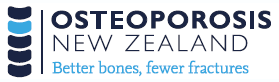 OSTEOPOROSIS
NEW ZEALAND
Better bones, fewer fractures